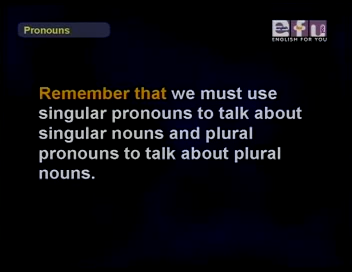 Pronouns
efu
ENGLISH FOR YOU
Remember that we must use
singular pronouns to talk about
singular nouns and plural
pronouns to talk about plural
nouns.